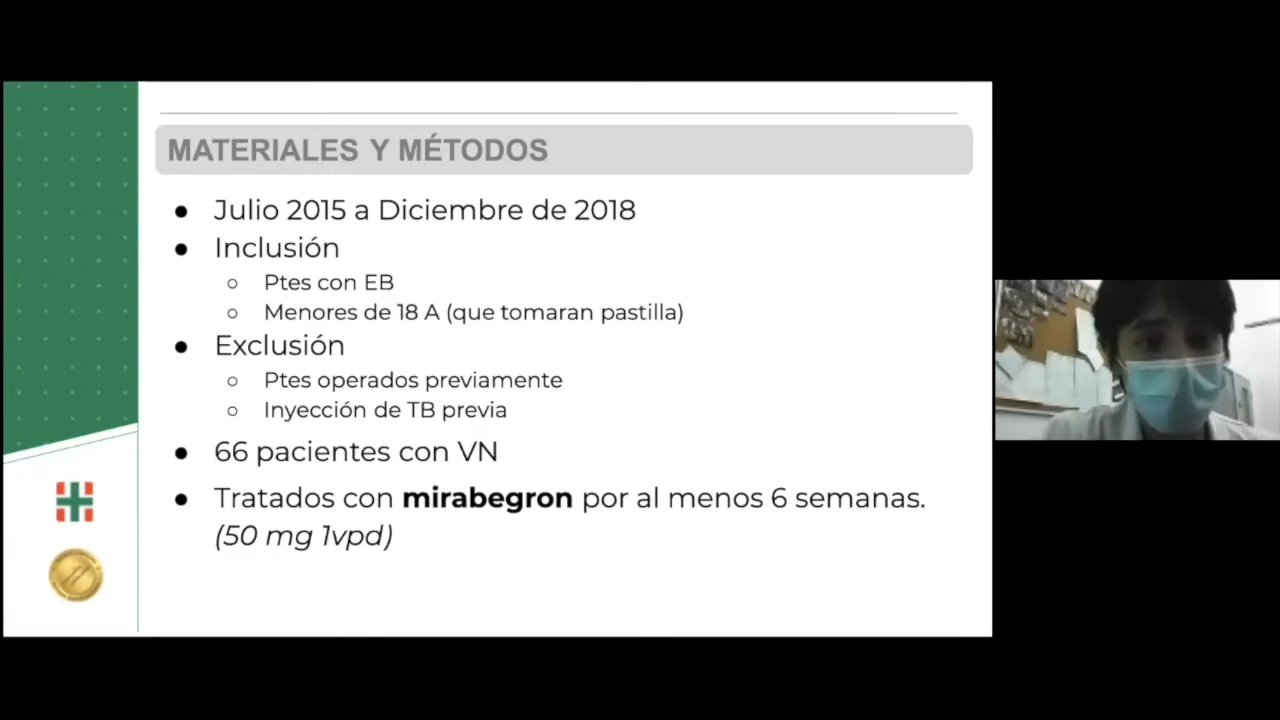 MATERIALES Y MÉTODOS
● Julio 2015 a Diciembre de 2018
● Inclusión
○ Ptes con EB
○ Menores de 18 A (que tomaran pastilla)
● Exclusión
○ Ptes operados previamente
○ Inyección de TB previa
● 66 pacientes con VN
● Tratados con mirabegron por al menos 6 semanas.
(50 mg 1vpd)